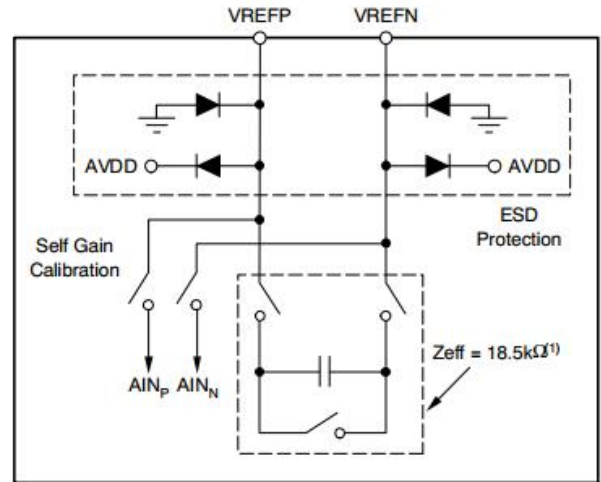 VREFP VREFN
AVDD AVDD
ESD
Protection
Self Gain
Calibration
Zeff = 18.5kΩ(1)
AINP AINN